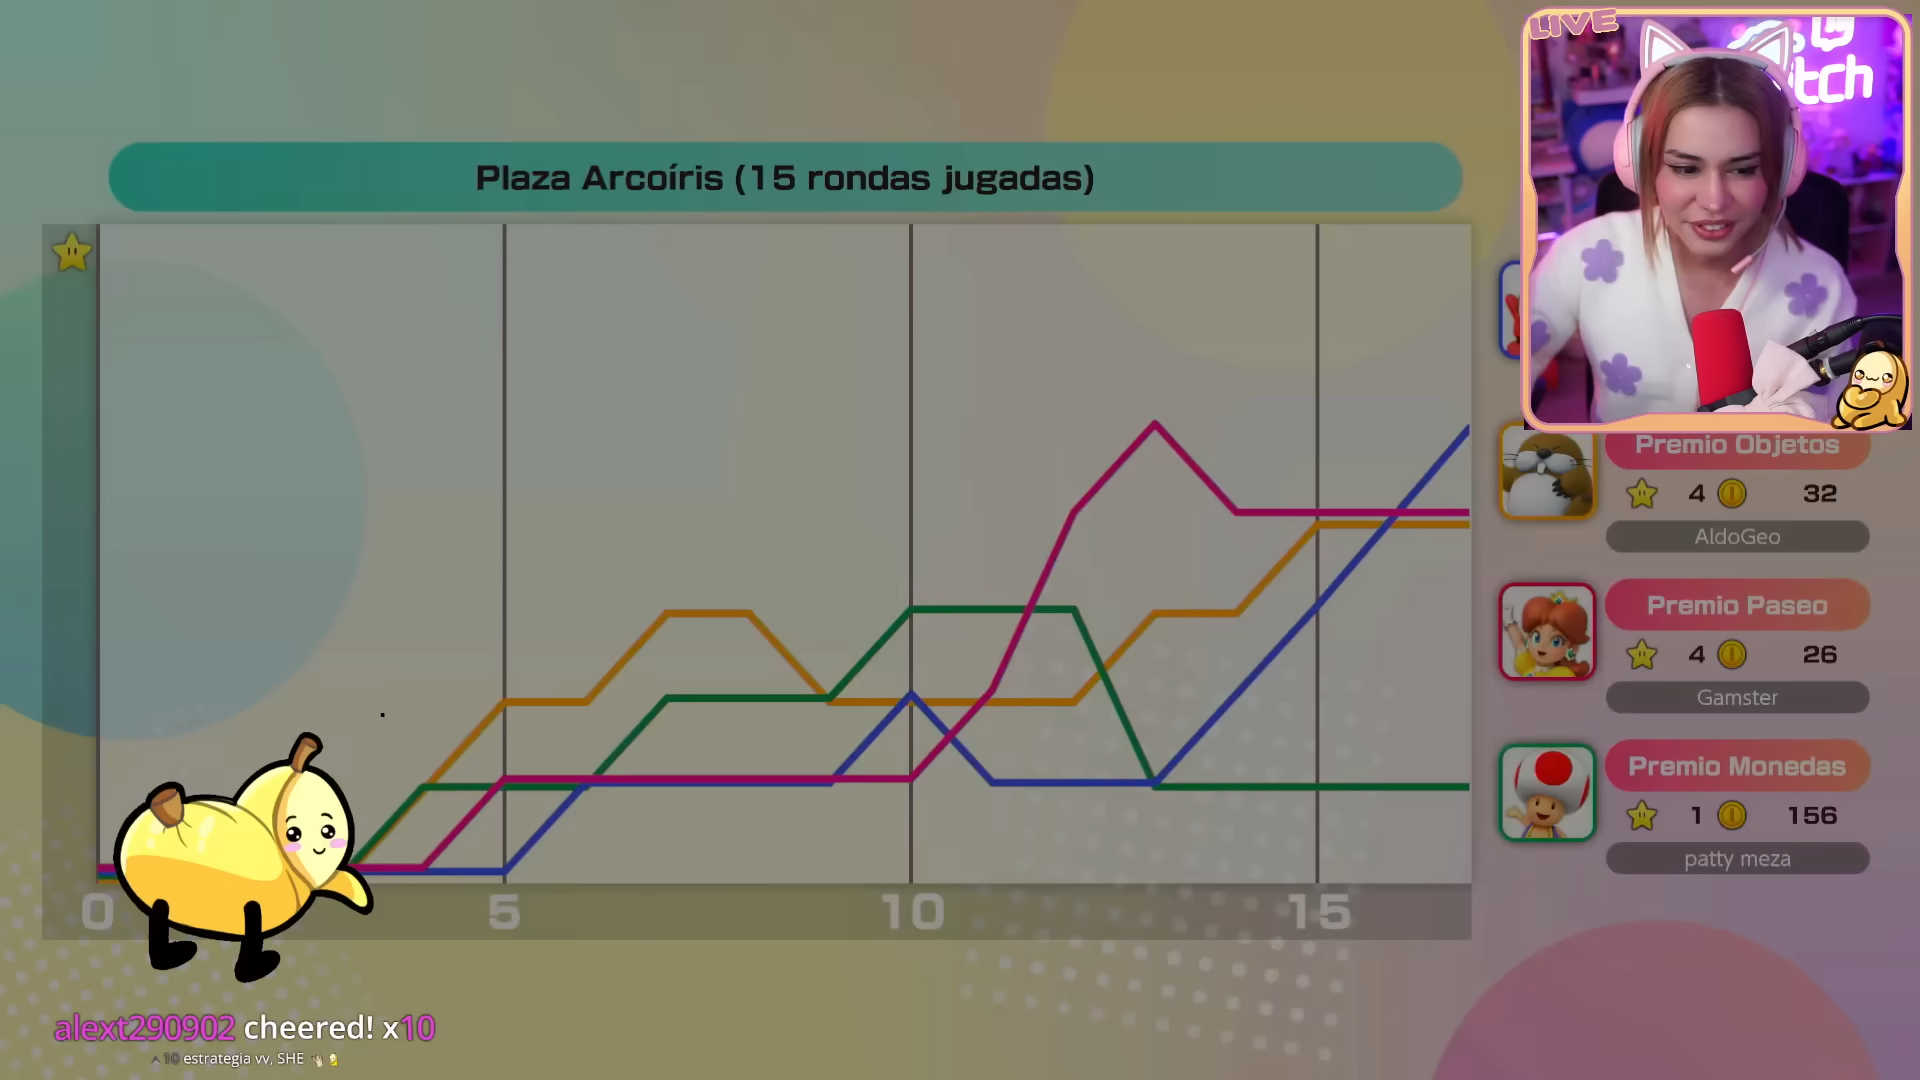 LIVE
Plaza Arcoíris (15 rondas jugadas)
Premio Objetos
4 32
AldoGeo
Premio Paseo
4 26
Gamster
Premio Monedas
1 156
patty meza
0 5 10 15
alext290902 cheered! x10
10 estrategia vv, SHE